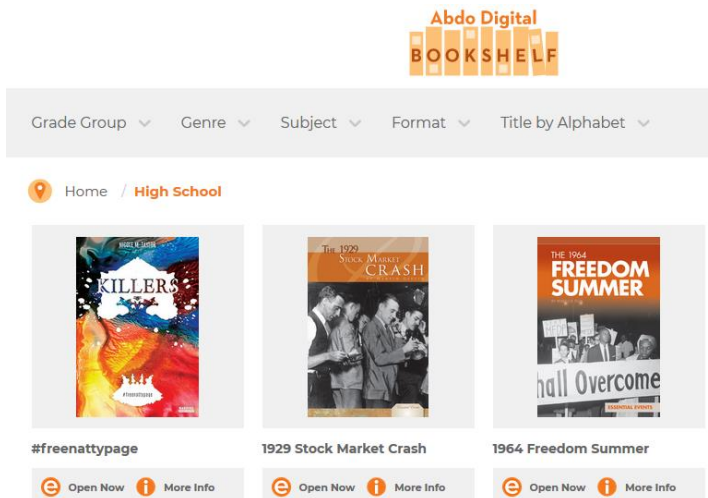 Abdo Digital
BOOKSHELF
Grade Group
Genre
Subject
Format
Title by Alphabet
Home / High School
KILLERS
#freenattypage
THE 1929
STOCK MARKET
CRASH
THE 1964
FREEDOM
SUMMER
hall Overcome
ESSENTIAL EVENTS
#freenattypage
1929 Stock Market Crash
1964 Freedom Summer
e Open Now i More Info
e Open Now i More Info
e Open Now i More Info